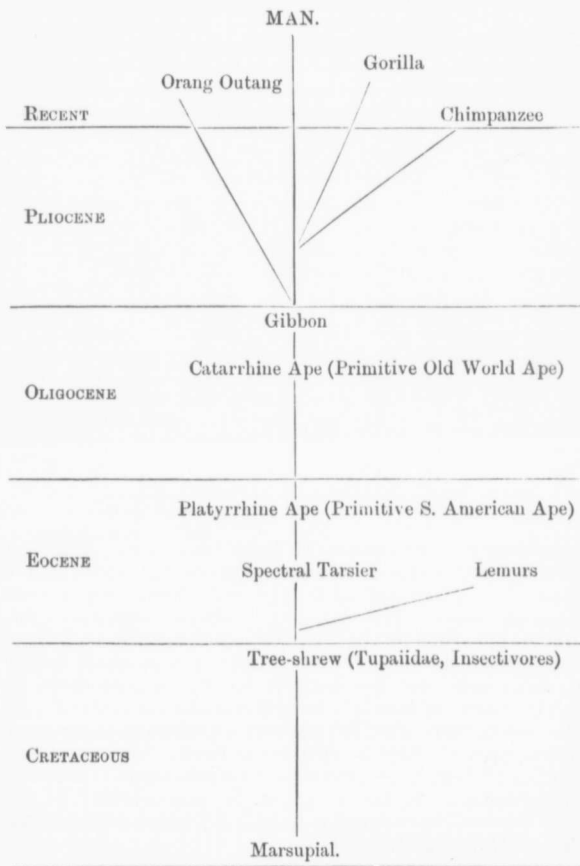 MAN.
Gorilla
Orang Outang
RECENT
Chimpanzee
PLIOCENE
Gibbon
Catarrhine Ape (Primitive Old World Ape)
OLIGOCENE
Platyrrhine Ape (Primitive S. American Ape)
EOCENE
Spectral Tarsier
Lemurs
Tree-shrew (Tupaiidae, Insectivores)
CRETACEOUS
Marsupial.